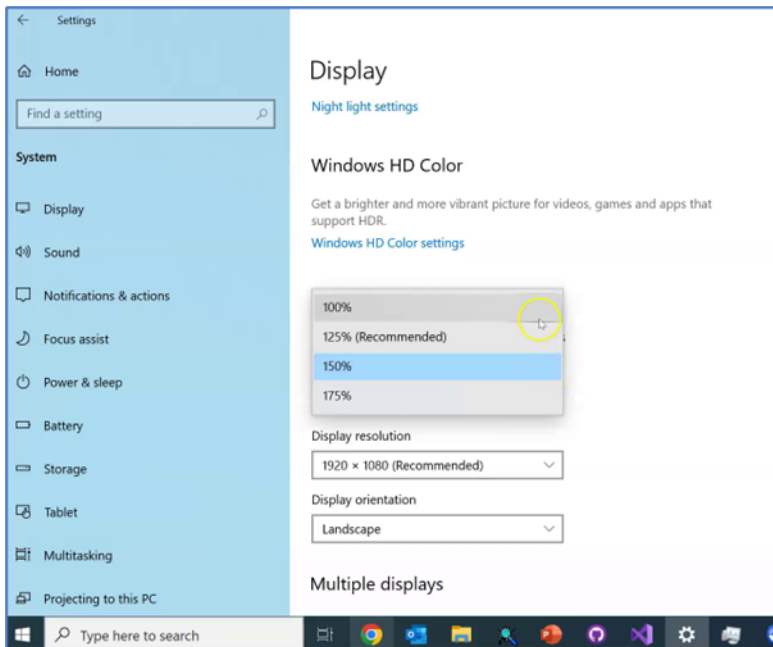 Settings
Home
Find a setting
System
Display
Sound
Notifications & actions
Focus assist
Power & sleep
Battery
Storage
Tablet
Multitasking
Projecting to this PC
Display
Night light settings
Windows HD Color
Get a brighter and more vibrant picture for videos, games and apps that
support HDR.
Windows HD Color settings
100%
125% (Recommended)
150%
175%
Display resolution
1920 × 1080 (Recommended)
Display orientation
Landscape
Multiple displays
Type here to search